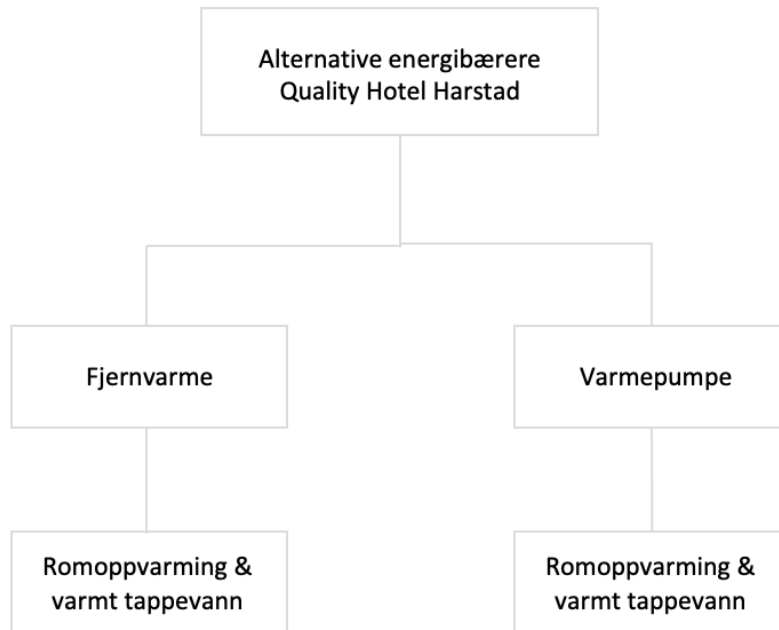 Alternative energibærere
Quality Hotel Harstad
Fjernvarme
Varmepumpe
Romoppvarming &
varmt tappevann
Romoppvarming &
varmt tappevann